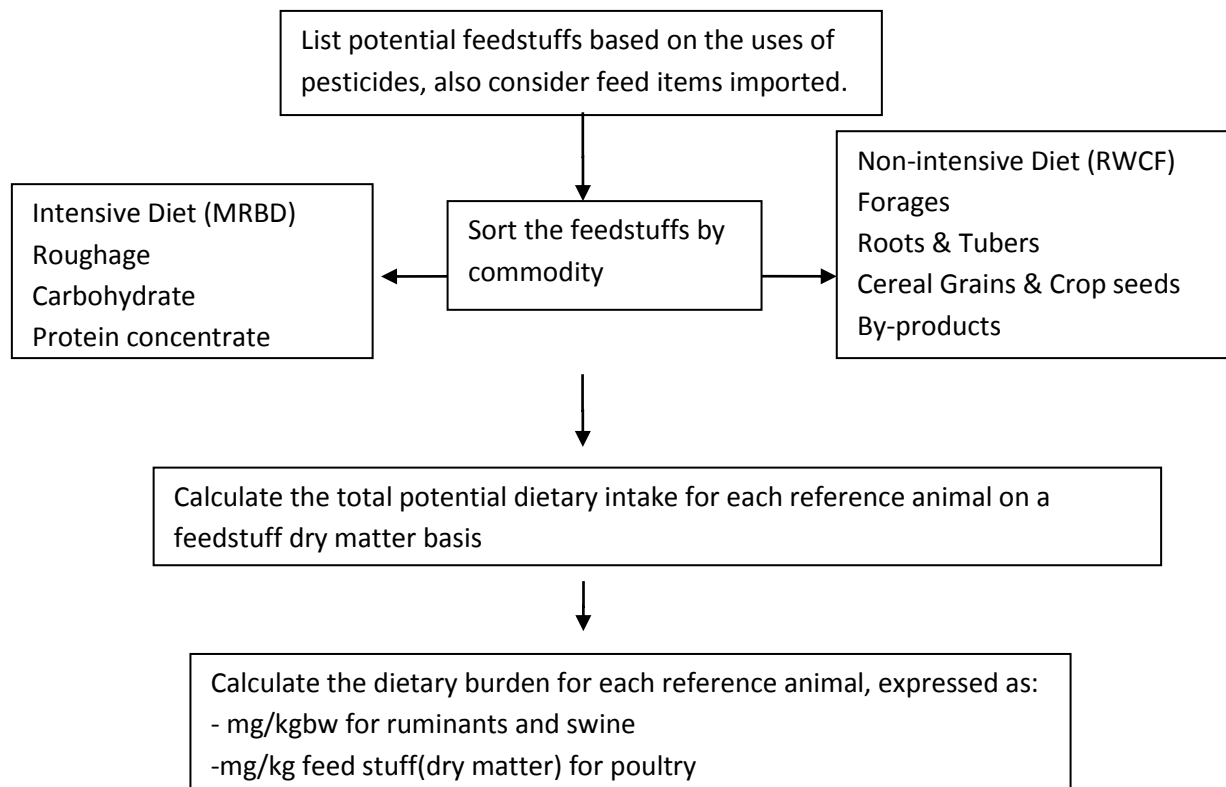 List potential feedstuffs based on the uses of
pesticides, also consider feed items imported.
Intensive Diet (MRBD)
Roughage
Carbohydrate
Protein concentrate
Sort the feedstuffs by
commodity
Non-intensive Diet (RWCF)
Forages
Roots & Tubers
Cereal Grains & Crop seeds
By-products
Calculate the total potential dietary intake for each reference animal on a
feedstuff dry matter basis
Calculate the dietary burden for each reference animal, expressed as:
- mg/kgbw for ruminants and swine
-mg/kg feed stuff(dry matter) for poultry